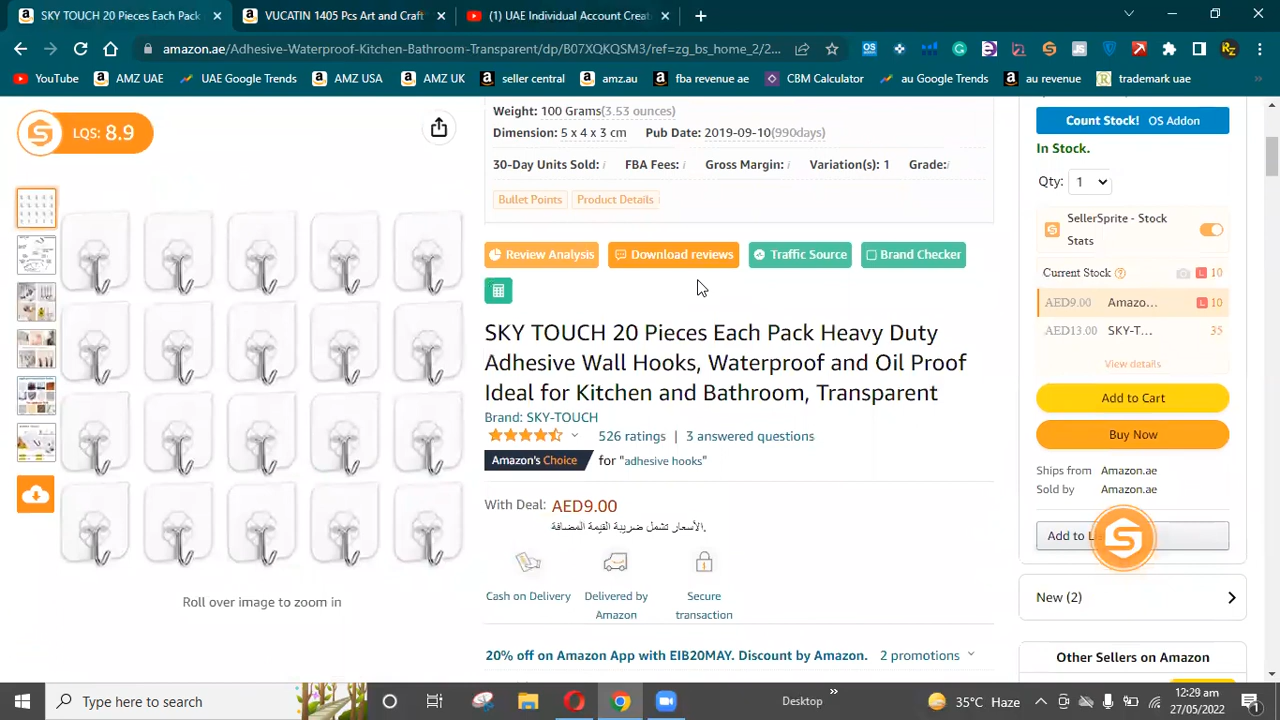 SKY TOUCH 20 Pieces Each Pack
VUCATIN 1405 Pcs Art and Craft
(1) UAE Individual Account Creat
amazon.ae/Adhesive-Waterproof-Kitchen-Bathroom-Transparent/dp/B07XQKQSM3/ref=zg_bs_home_2/2...
YouTube
AMZ UAE
UAE Google Trends
AMZ USA
AMZ UK
seller central
amz.au
fba revenue ae
CBM Calculator
au Google Trends
au revenue
trademark uae
LQS: 8.9
Weight: 100 Grams(3.53 ounces)
Dimension: 5 x 4 x 3 cm Pub Date: 2019-09-10(990days)
30-Day Units Sold: FBA Fees: Gross Margin: Variation(s): 1 Grade:
Bullet Points
Product Details
Review Analysis
Download reviews
Traffic Source
Brand Checker
SKY TOUCH 20 Pieces Each Pack Heavy Duty
Adhesive Wall Hooks, Waterproof and Oil Proof
Ideal for Kitchen and Bathroom, Transparent
Brand: SKY-TOUCH
526 ratings | 3 answered questions
Amazon's Choice for "adhesive hooks"
With Deal: AED9.00
الأسعار تشمل ضريبة القيمة المضافة.
Cash on Delivery
Delivered by
Amazon
Secure
transaction
20% off on Amazon App with EIB20MAY. Discount by Amazon. 2 promotions
Roll over image to zoom in
Count Stock! OS Addon
In Stock.
Qty: 1
SellerSprite - Stock
Stats
Current Stock L 10
AED9.00 Amazo... L 10
AED13.00 SKY-T... 35
View details
Add to Cart
Buy Now
Ships from Amazon.ae
Sold by Amazon.ae
Add to
New (2)
Other Sellers on Amazon
Type here to search
Desktop
35°C Haze
12:29 am
27/05/2022